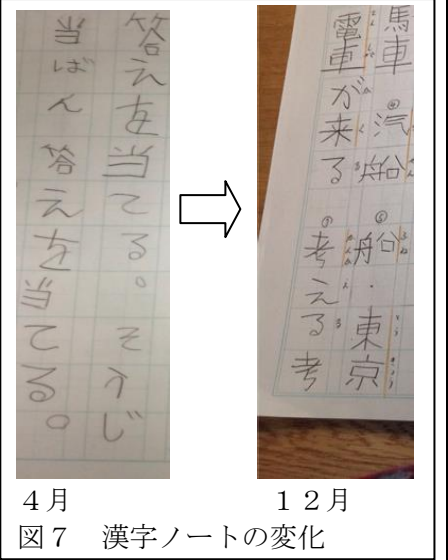 答えを当てる。そうじ
当ばん 答えを当てる。
馬車 汽船 船・東京
電車が来る 考える考
4月
12月
図7 漢字ノートの変化